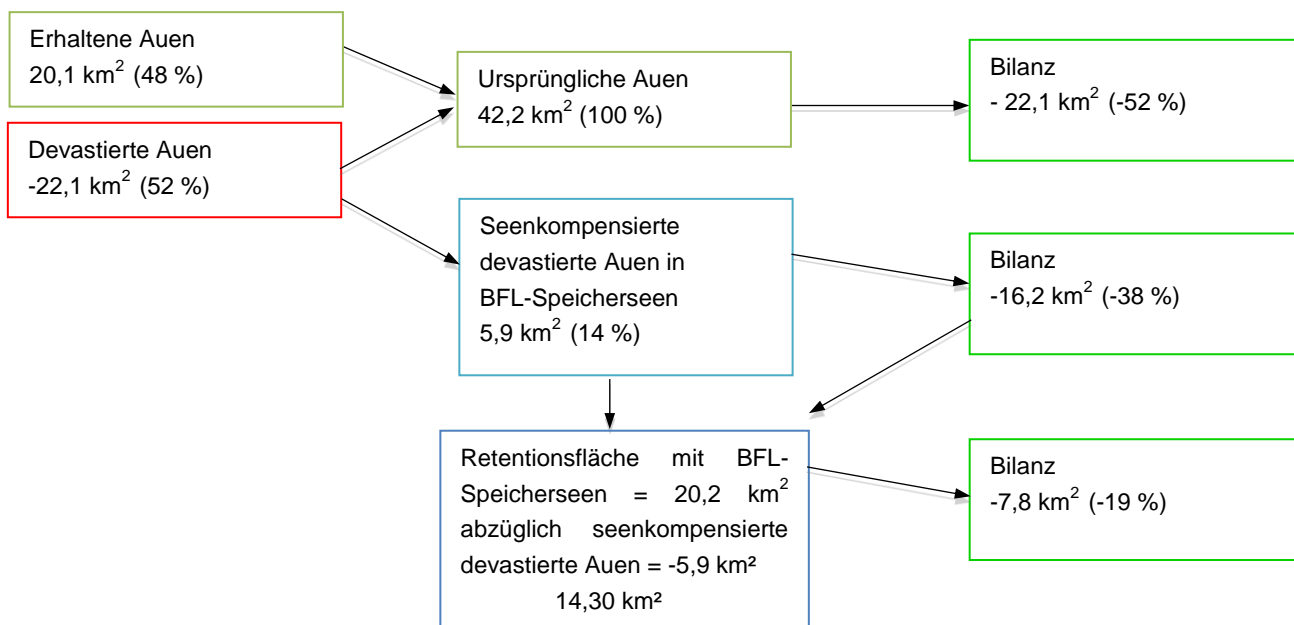 Erhaltene Auen
20,1 km² (48 %)
Devastierte Auen
-22,1 km² (52 %)
Ursprüngliche Auen
42,2 km² (100 %)
Bilanz
- 22,1 km² (-52 %)
Seenkompensierte
devastierte Auen in
BFL-Speicherseen
5,9 km² (14 %)
Bilanz
-16,2 km² (-38 %)
Retentionsfläche mit BFL-
Speicherseen = 20,2 km²
abzüglich seenkompensierte
devastierte Auen = -5,9 km²
14,30 km²
Bilanz
-7,8 km² (-19 %)